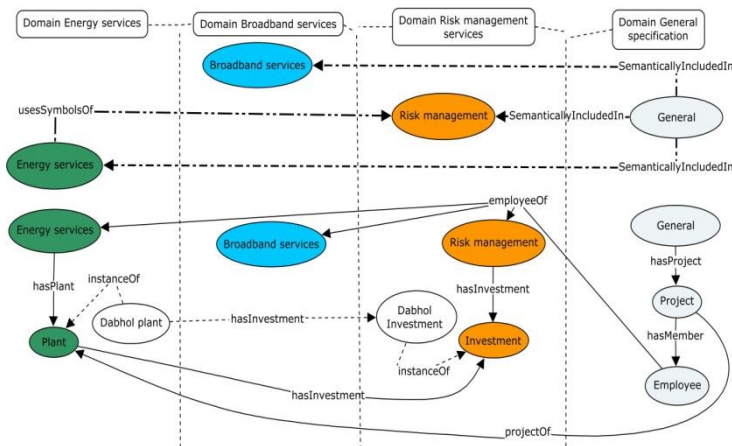 Domain Energy services
Domain Broadband services
Domain Risk management
services
Domain General
specification
Broadband services
SemanticallyIncludedIn
usesSymbolsOf
Risk management
SemanticallyIncludedIn
General
Energy services
SemanticallyIncludedIn
employeeOf
Energy services
Broadband services
Risk management
General
hasProject
instanceOf
hasPlant
hasInvestment
Project
Dabhol plant
hasInvestment
Dabhol
Investment
hasMember
Plant
Investment
instanceOf
Employee
hasInvestment
projectOf